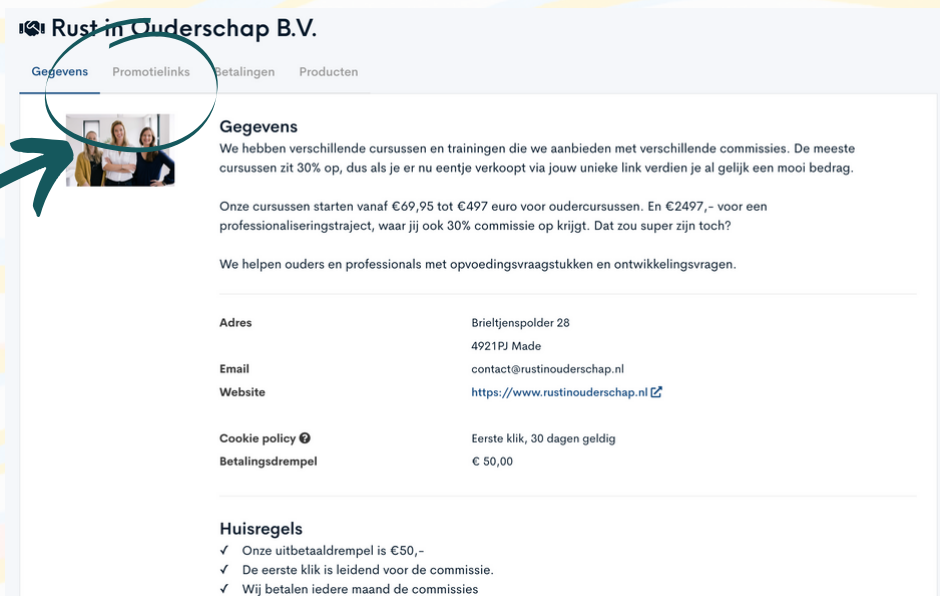 Rust in Ouderschap B.V.
Gegevens Promotielinks Betalingen Producten
Gegevens
We hebben verschillende cursussen en trainingen die we aanbieden met verschillende commissies. De meeste
cursussen zit 30% op, dus als je er nu eentje verkoopt via jouw unieke link verdien je al gelijk een mooi bedrag.
Onze cursussen starten vanaf €69,95 tot €497 euro voor oudercursussen. En €2497,- voor een
professionaliseringstraject, waar jij ook 30% commissie op krijgt. Dat zou super zijn toch?
We helpen ouders en professionals met opvoedingsvraagstukken en ontwikkelingsvragen.
Adres Brieltjenspolder 28
4921PJ Made
Email contact@rustinouderschap.nl
Website https://www.rustinouderschap.nl
Cookie policy Eerste klik, 30 dagen geldig
Betalingsdrempel € 50,00
Huisregels
✓ Onze uitbetaaldrempel is €50,-
✓ De eerste klik is leidend voor de commissie.
✓ Wij betalen iedere maand de commissies